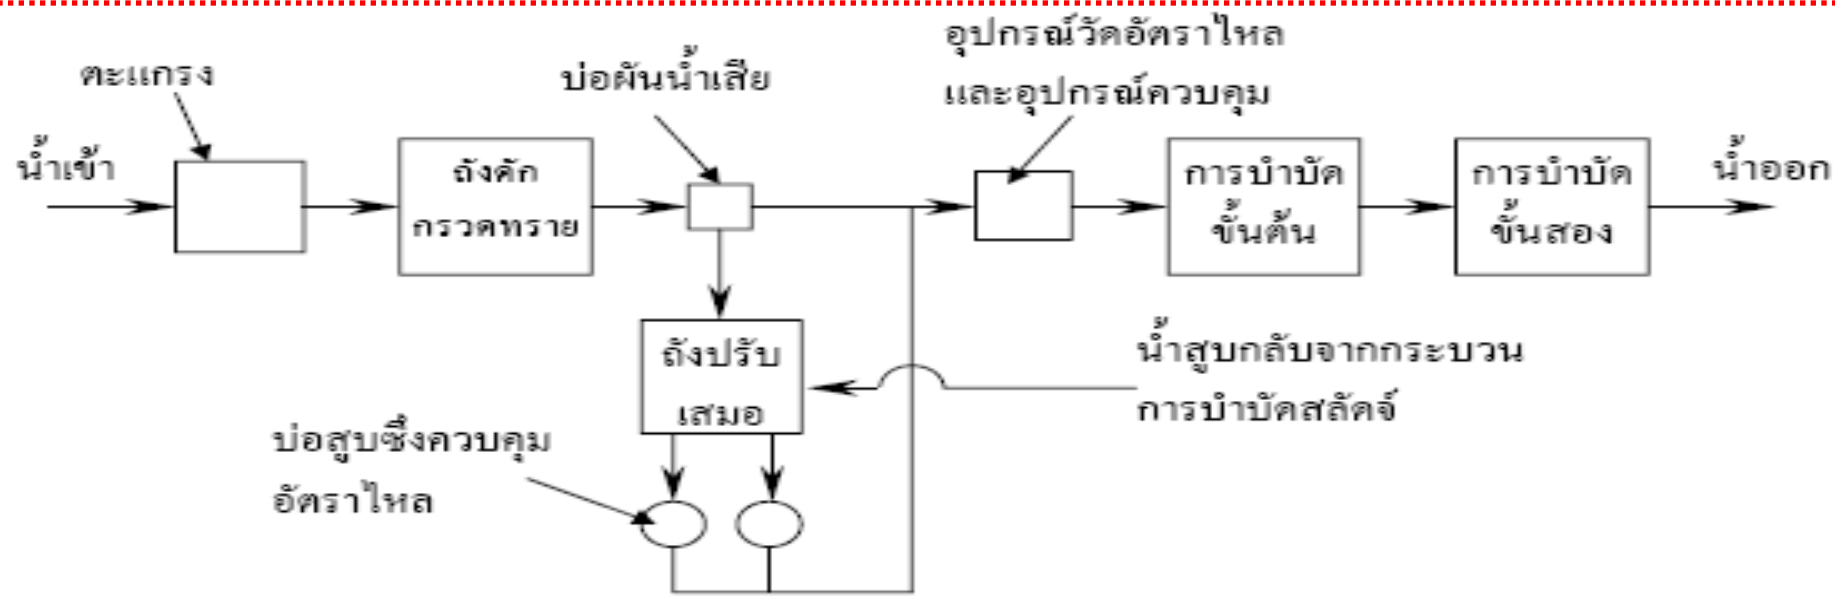 อุปกรณ์วัดอัตราไหล
และอุปกรณ์ควบคุม
ตะแกรง
บ่อผันน้ำเสีย
น้ำเข้า
ถังดัก
กรวดทราย
การบำบัด
ขั้นต้น
การบำบัด
ขั้นสอง
น้ำออก
ถังปรับ
เสมอ
น้ำสูบกลับจากกระบวน
การบำบัดสลัดจ์
บ่อสูบซึ่งควบคุม
อัตราไหล